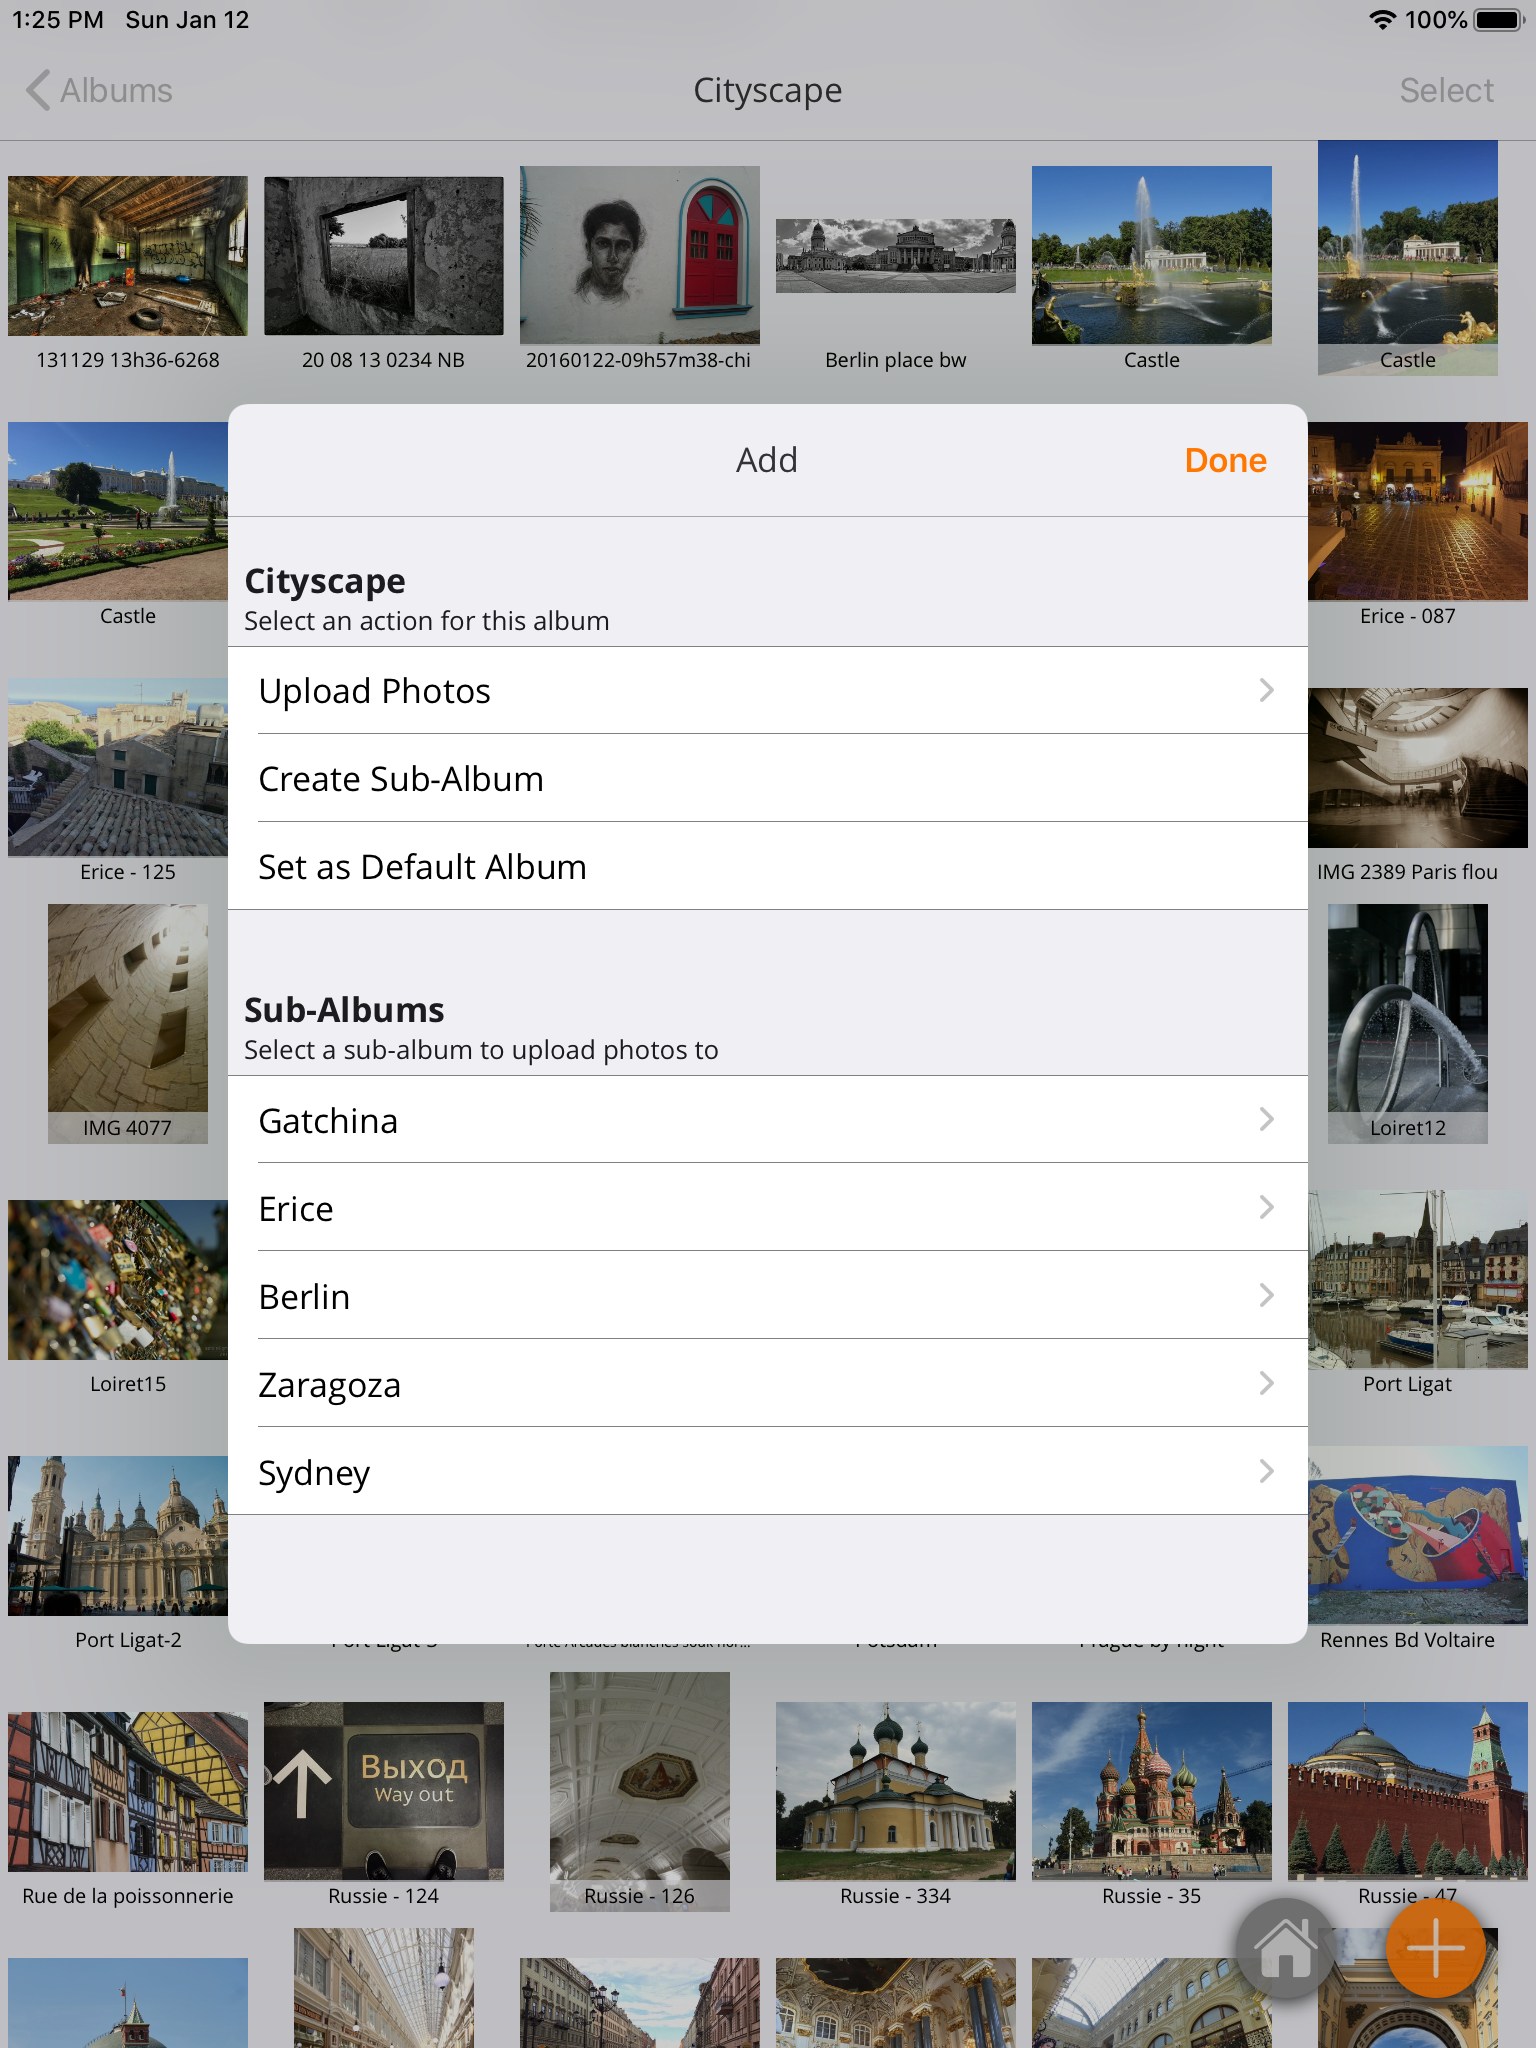 1:25 PM Sun Jan 12 100%
Albums Cityscape Select
131129 13h36-6268 20 08 13 0234 NB 20160122-09h57m38-chi Berlin place bw Castle Castle
Add Done
Castle Erice - 087
Cityscape
Select an action for this album
Upload Photos
Create Sub-Album
Set as Default Album
Erice - 125 IMG 2389 Paris flou
Sub-Albums
Select a sub-album to upload photos to
Gatchina
IMG 4077 Loiret12
Erice
Berlin
Zaragoza
Loiret15 Port Ligat
Sydney
Port Ligat-2 Rennes Bd Voltaire
Выход
Way out
Rue de la poissonnerie Russie - 124 Russie - 126 Russie - 334 Russie - 35 Russie - 47